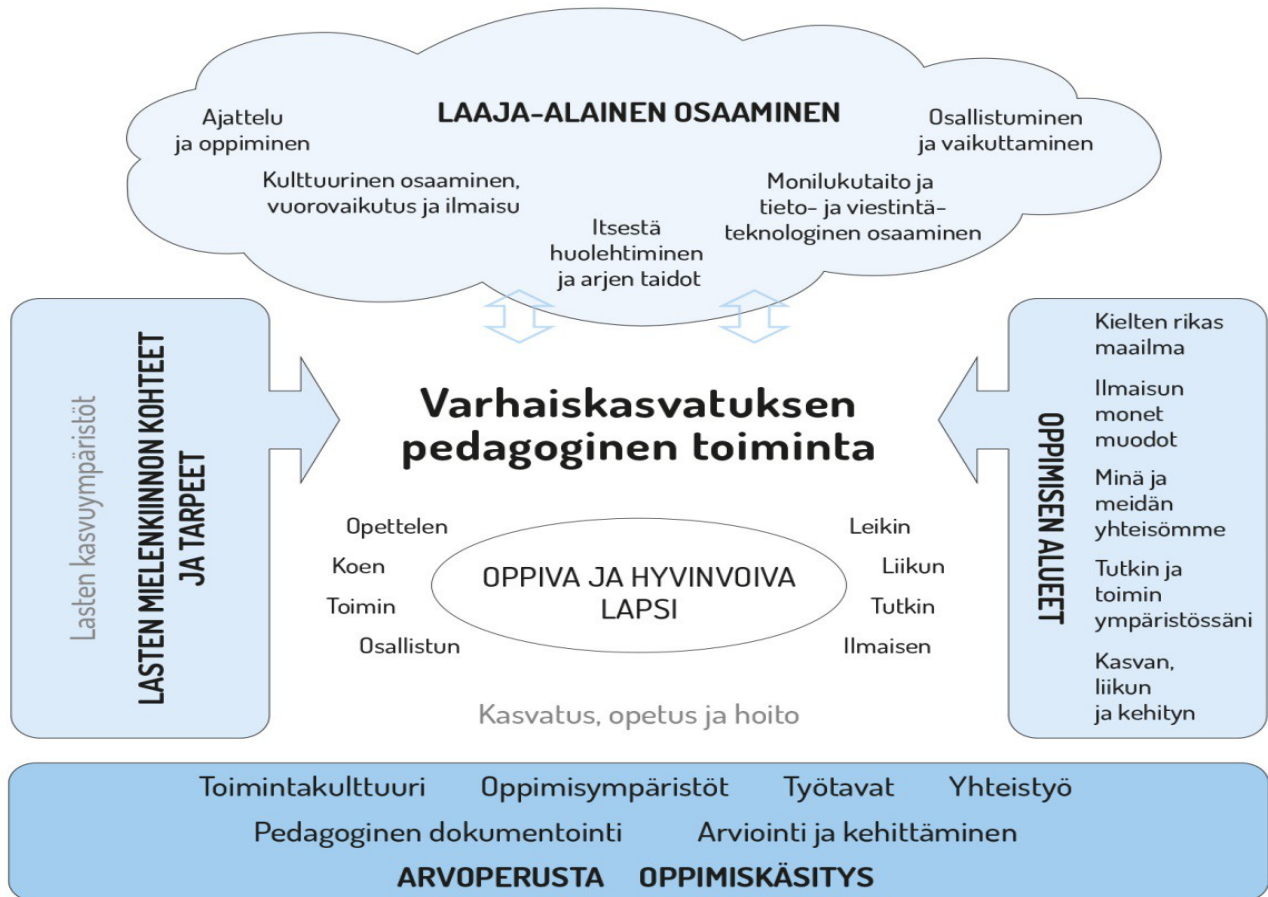 LAAJA-ALAINEN OSAAMINEN
Ajattelu
ja oppiminen
Kulttuurinen osaaminen,
vuorovaikutus ja ilmaisu
Itsestä
huolehtiminen
ja arjen taidot
Monilukutaito ja
tieto- ja viestintä-
teknologinen osaaminen
Osallistuminen
ja vaikuttaminen
Lasten kasvuympäristöt
LASTEN MIELENKIINNON KOHTEET
JA TARPEET
Varhaiskasvatuksen
pedagoginen toiminta
Opettelen
Koen
Toimin
Osallistun
OPPIVA JA HYVINVOIVA
LAPSI
Leikin
Liikun
Tutkin
Ilmaisen
Kasvatus, opetus ja hoito
OPPIMISEN ALUEET
Kielten rikas
maailma
Ilmaisun
monet
muodot
Minä ja
meidän
yhteisömme
Tutkin ja
toimin
ympäristössäni
Kasvan,
liikun
ja kehityn
Toimintakulttuuri Oppimisympäristöt Työtavat Yhteistyö
Pedagoginen dokumentointi Arviointi ja kehittäminen
ARVOPERUSTA OPPIMISKÄSITYS